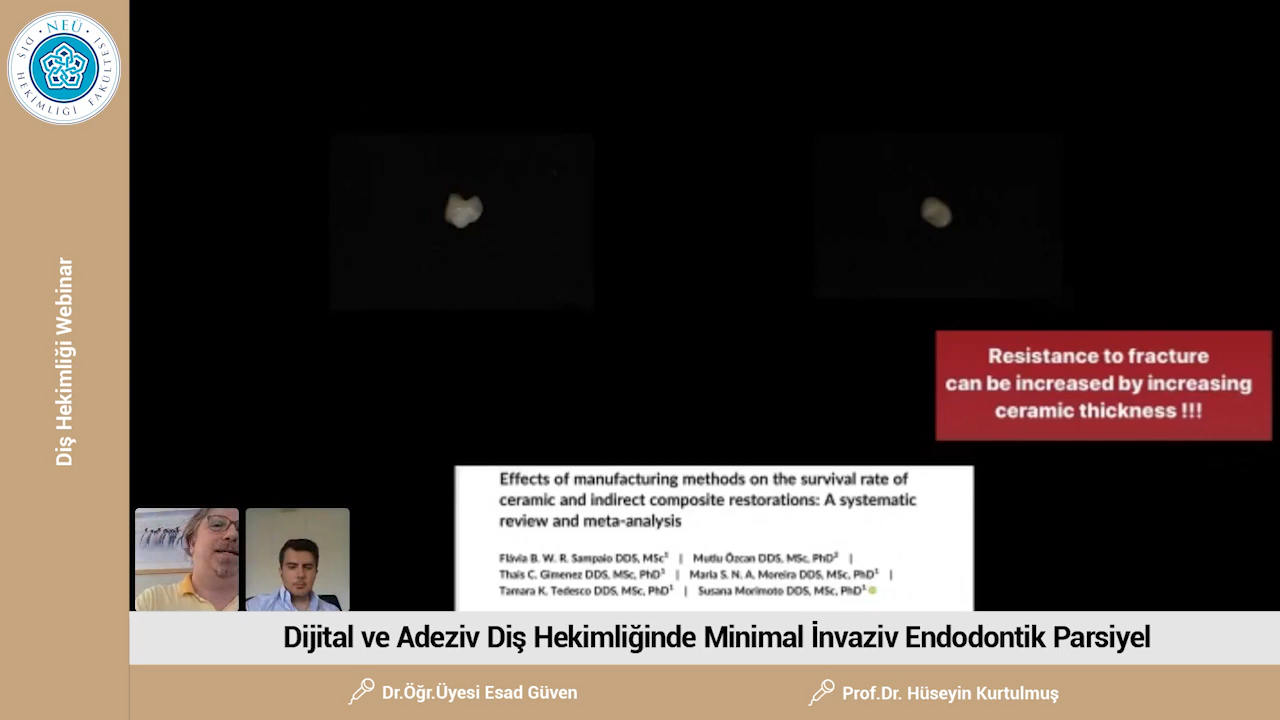 · NEÜ ·
DİŞ HEKİMLİĞİ FAKÜLTESİ
Diş Hekimliği Webinar
Resistance to fracture
can be increased by increasing
ceramic thickness !!!
Effects of manufacturing methods on the survival rate of
ceramic and indirect composite restorations: A systematic
review and meta-analysis
Flávia B. W. R. Sampaio DDS, MSc¹ | Mutlu Özcan DDS, MSc, PhD² |
Thais C. Gimenez DDS, MSc, PhD¹ | Maria S. N. A. Moreira DDS, MSc, PhD¹ |
Tamara K. Tedesco DDS, MSc, PhD¹ | Susana Morimoto DDS, MSc, PhD¹
Dijital ve Adeziv Diş Hekimliğinde Minimal İnvaziv Endodontik Parsiyel
Dr.Öğr.Üyesi Esad Güven
Prof.Dr. Hüseyin Kurtulmuş